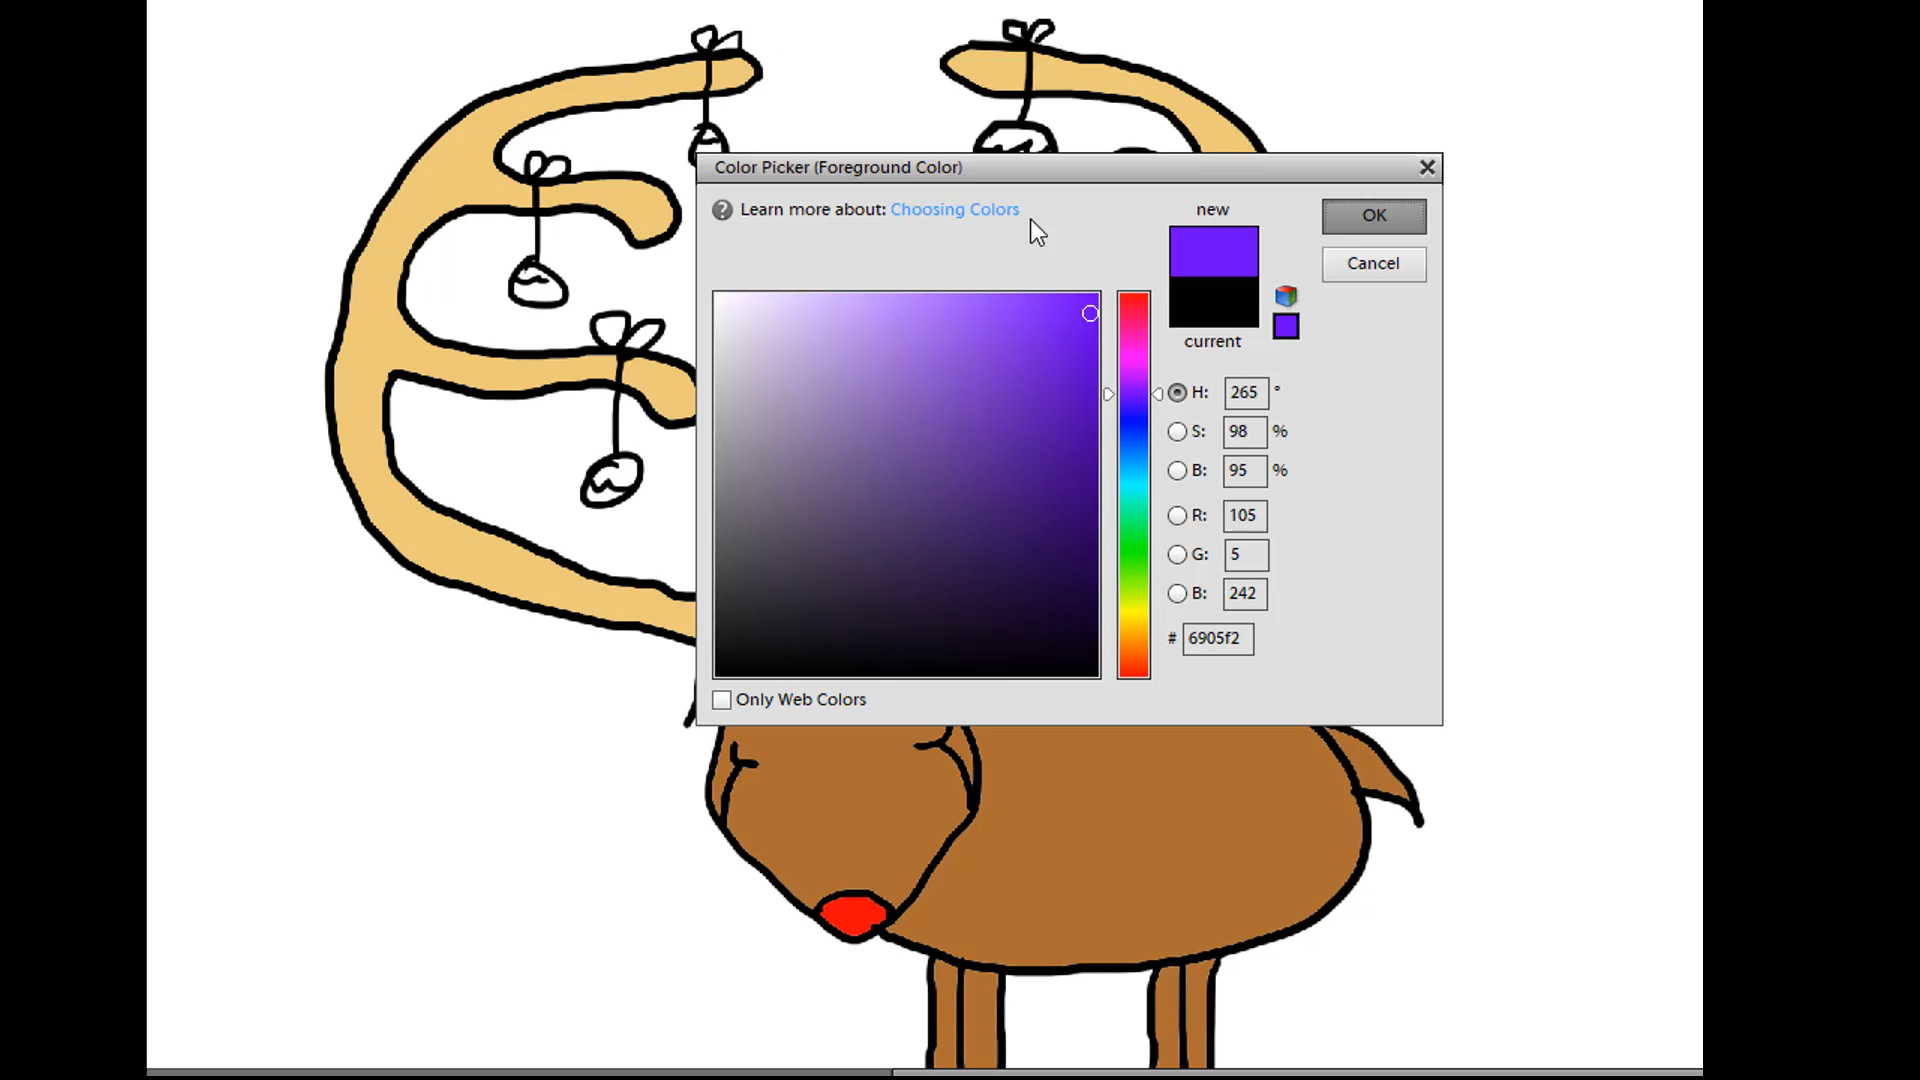 Color Picker (Foreground Color)
Learn more about: Choosing Colors
new
OK
Cancel
current
H: 265 °
S: 98 %
B: 95 %
R: 105
G: 5
B: 242
# 6905f2
Only Web Colors